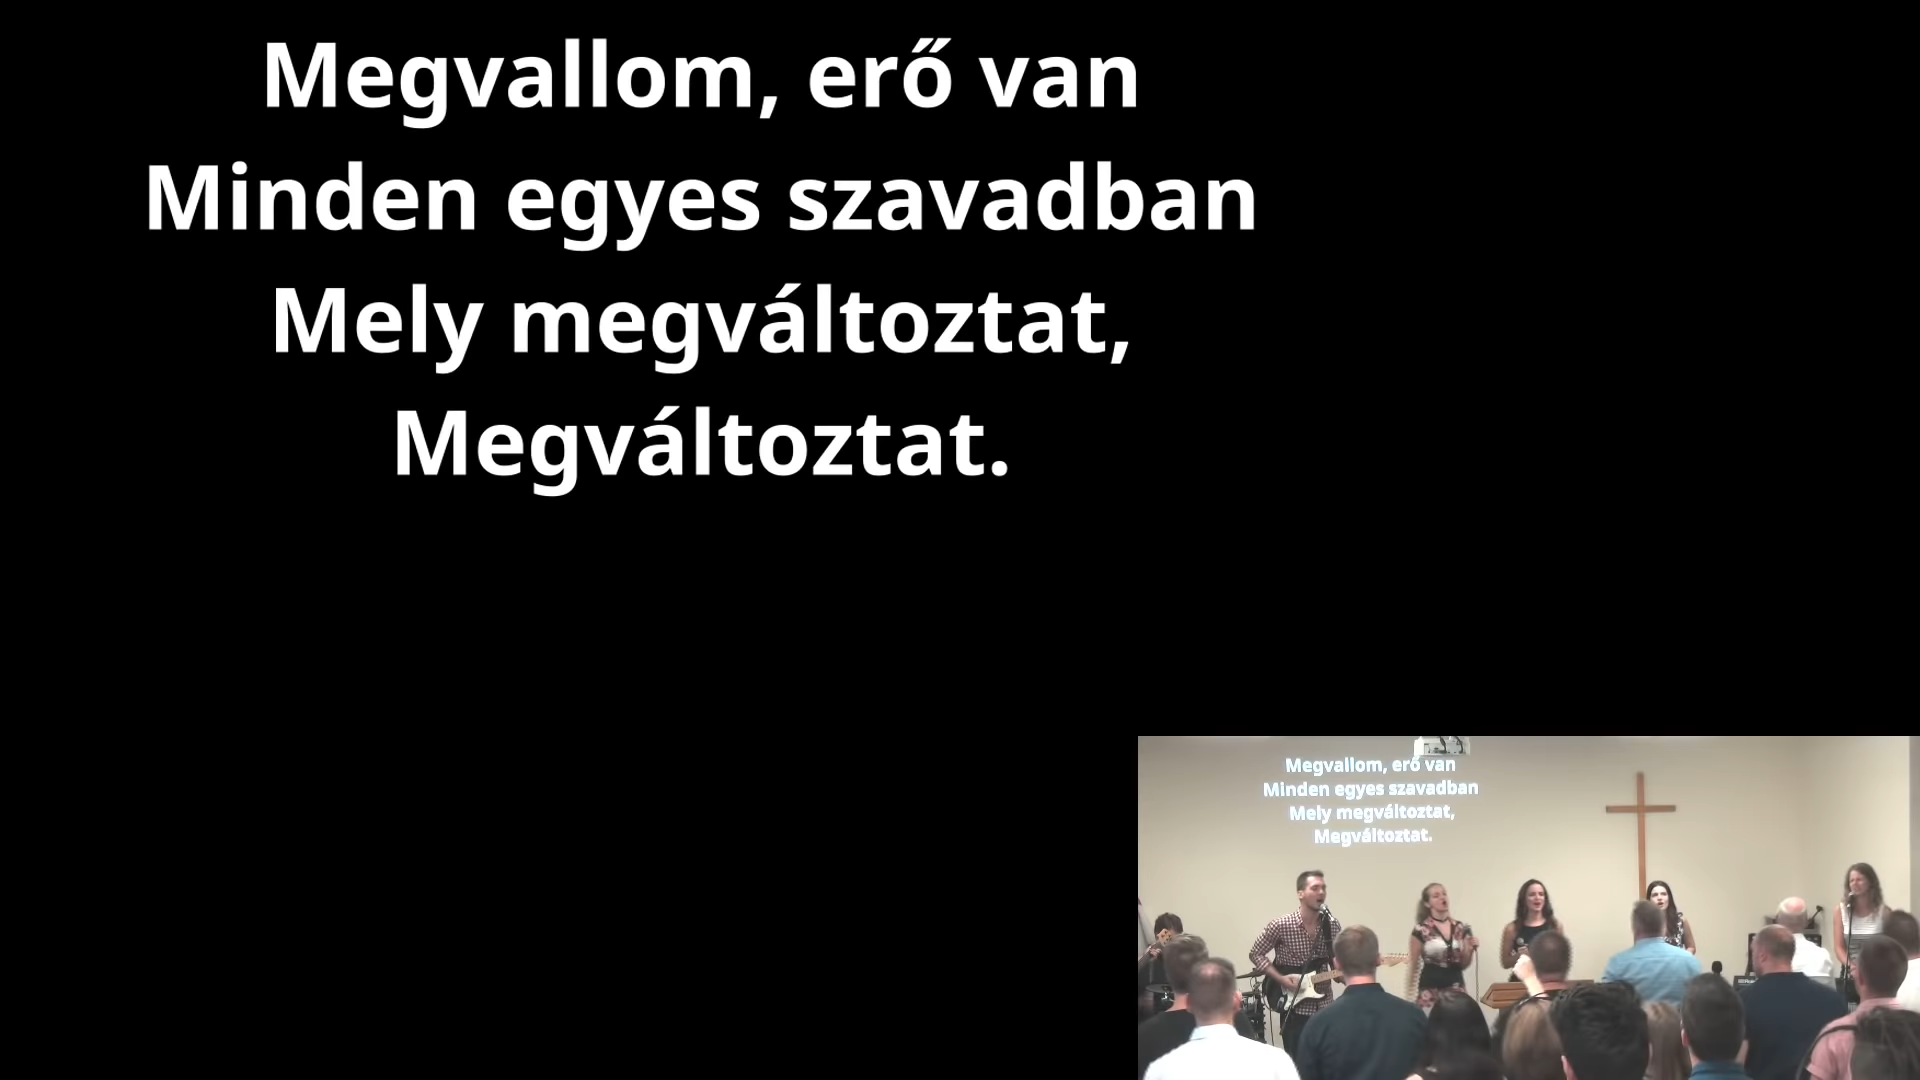 Megvallom, erő van
Minden egyes szavadban
Mely megváltoztat,
Megváltoztat.
Megvallom, erő van
Minden egyes szavadban
Mely megváltoztat,
Megváltoztat.